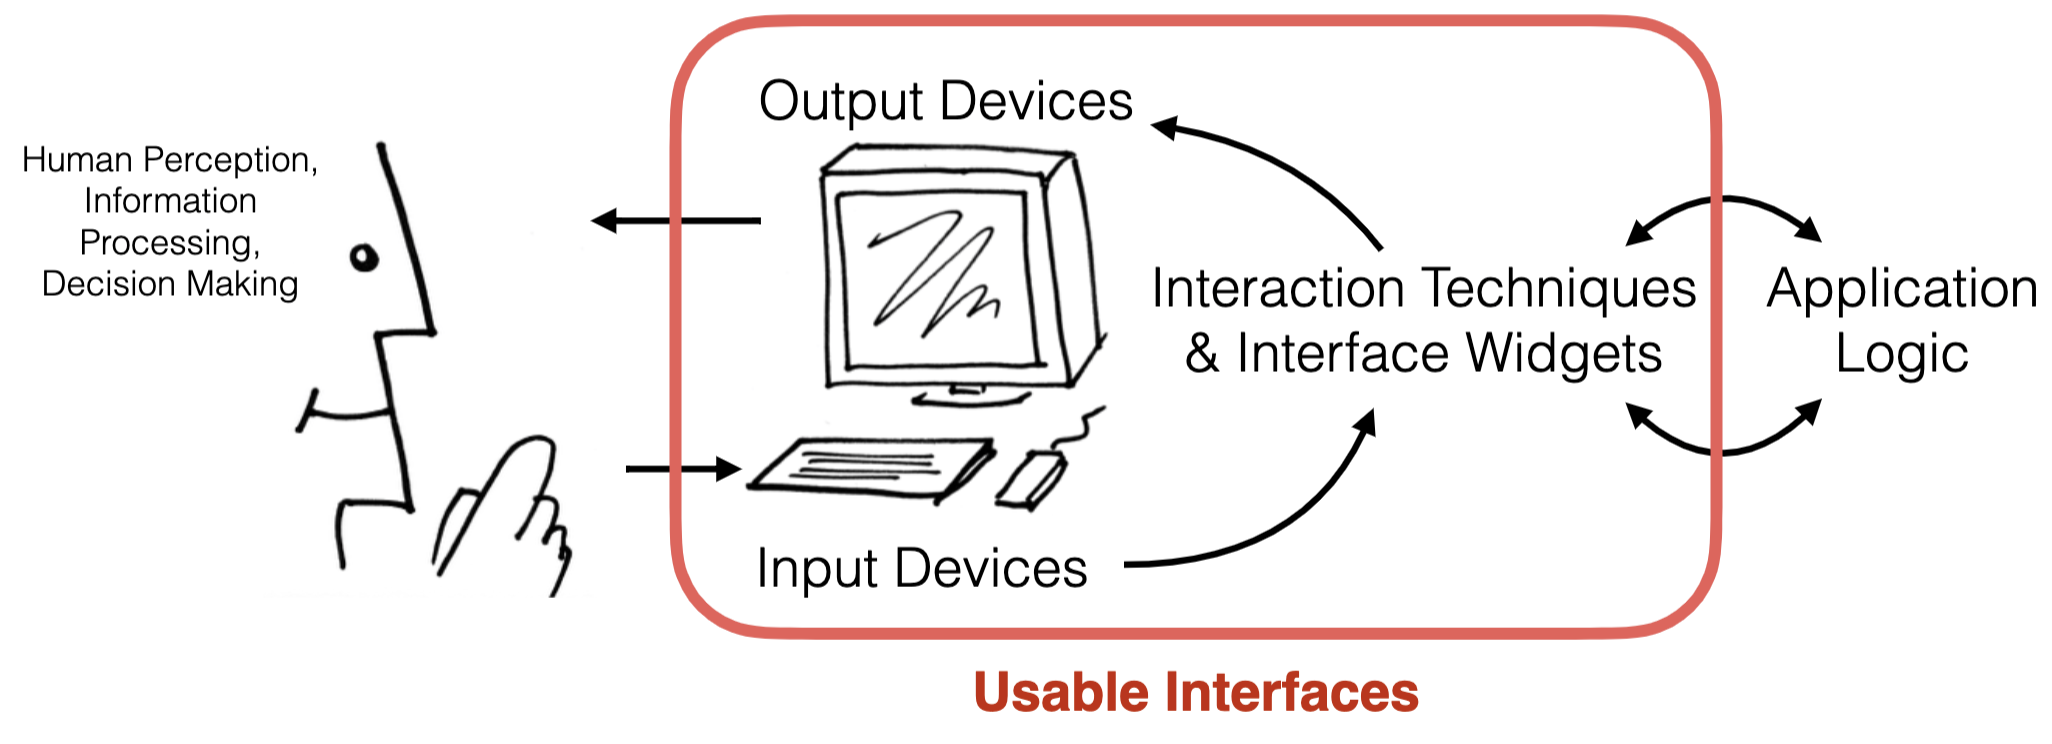 Human Perception,
Information
Processing,
Decision Making
Output Devices
Interaction Techniques
& Interface Widgets
Application
Logic
Input Devices
Usable Interfaces